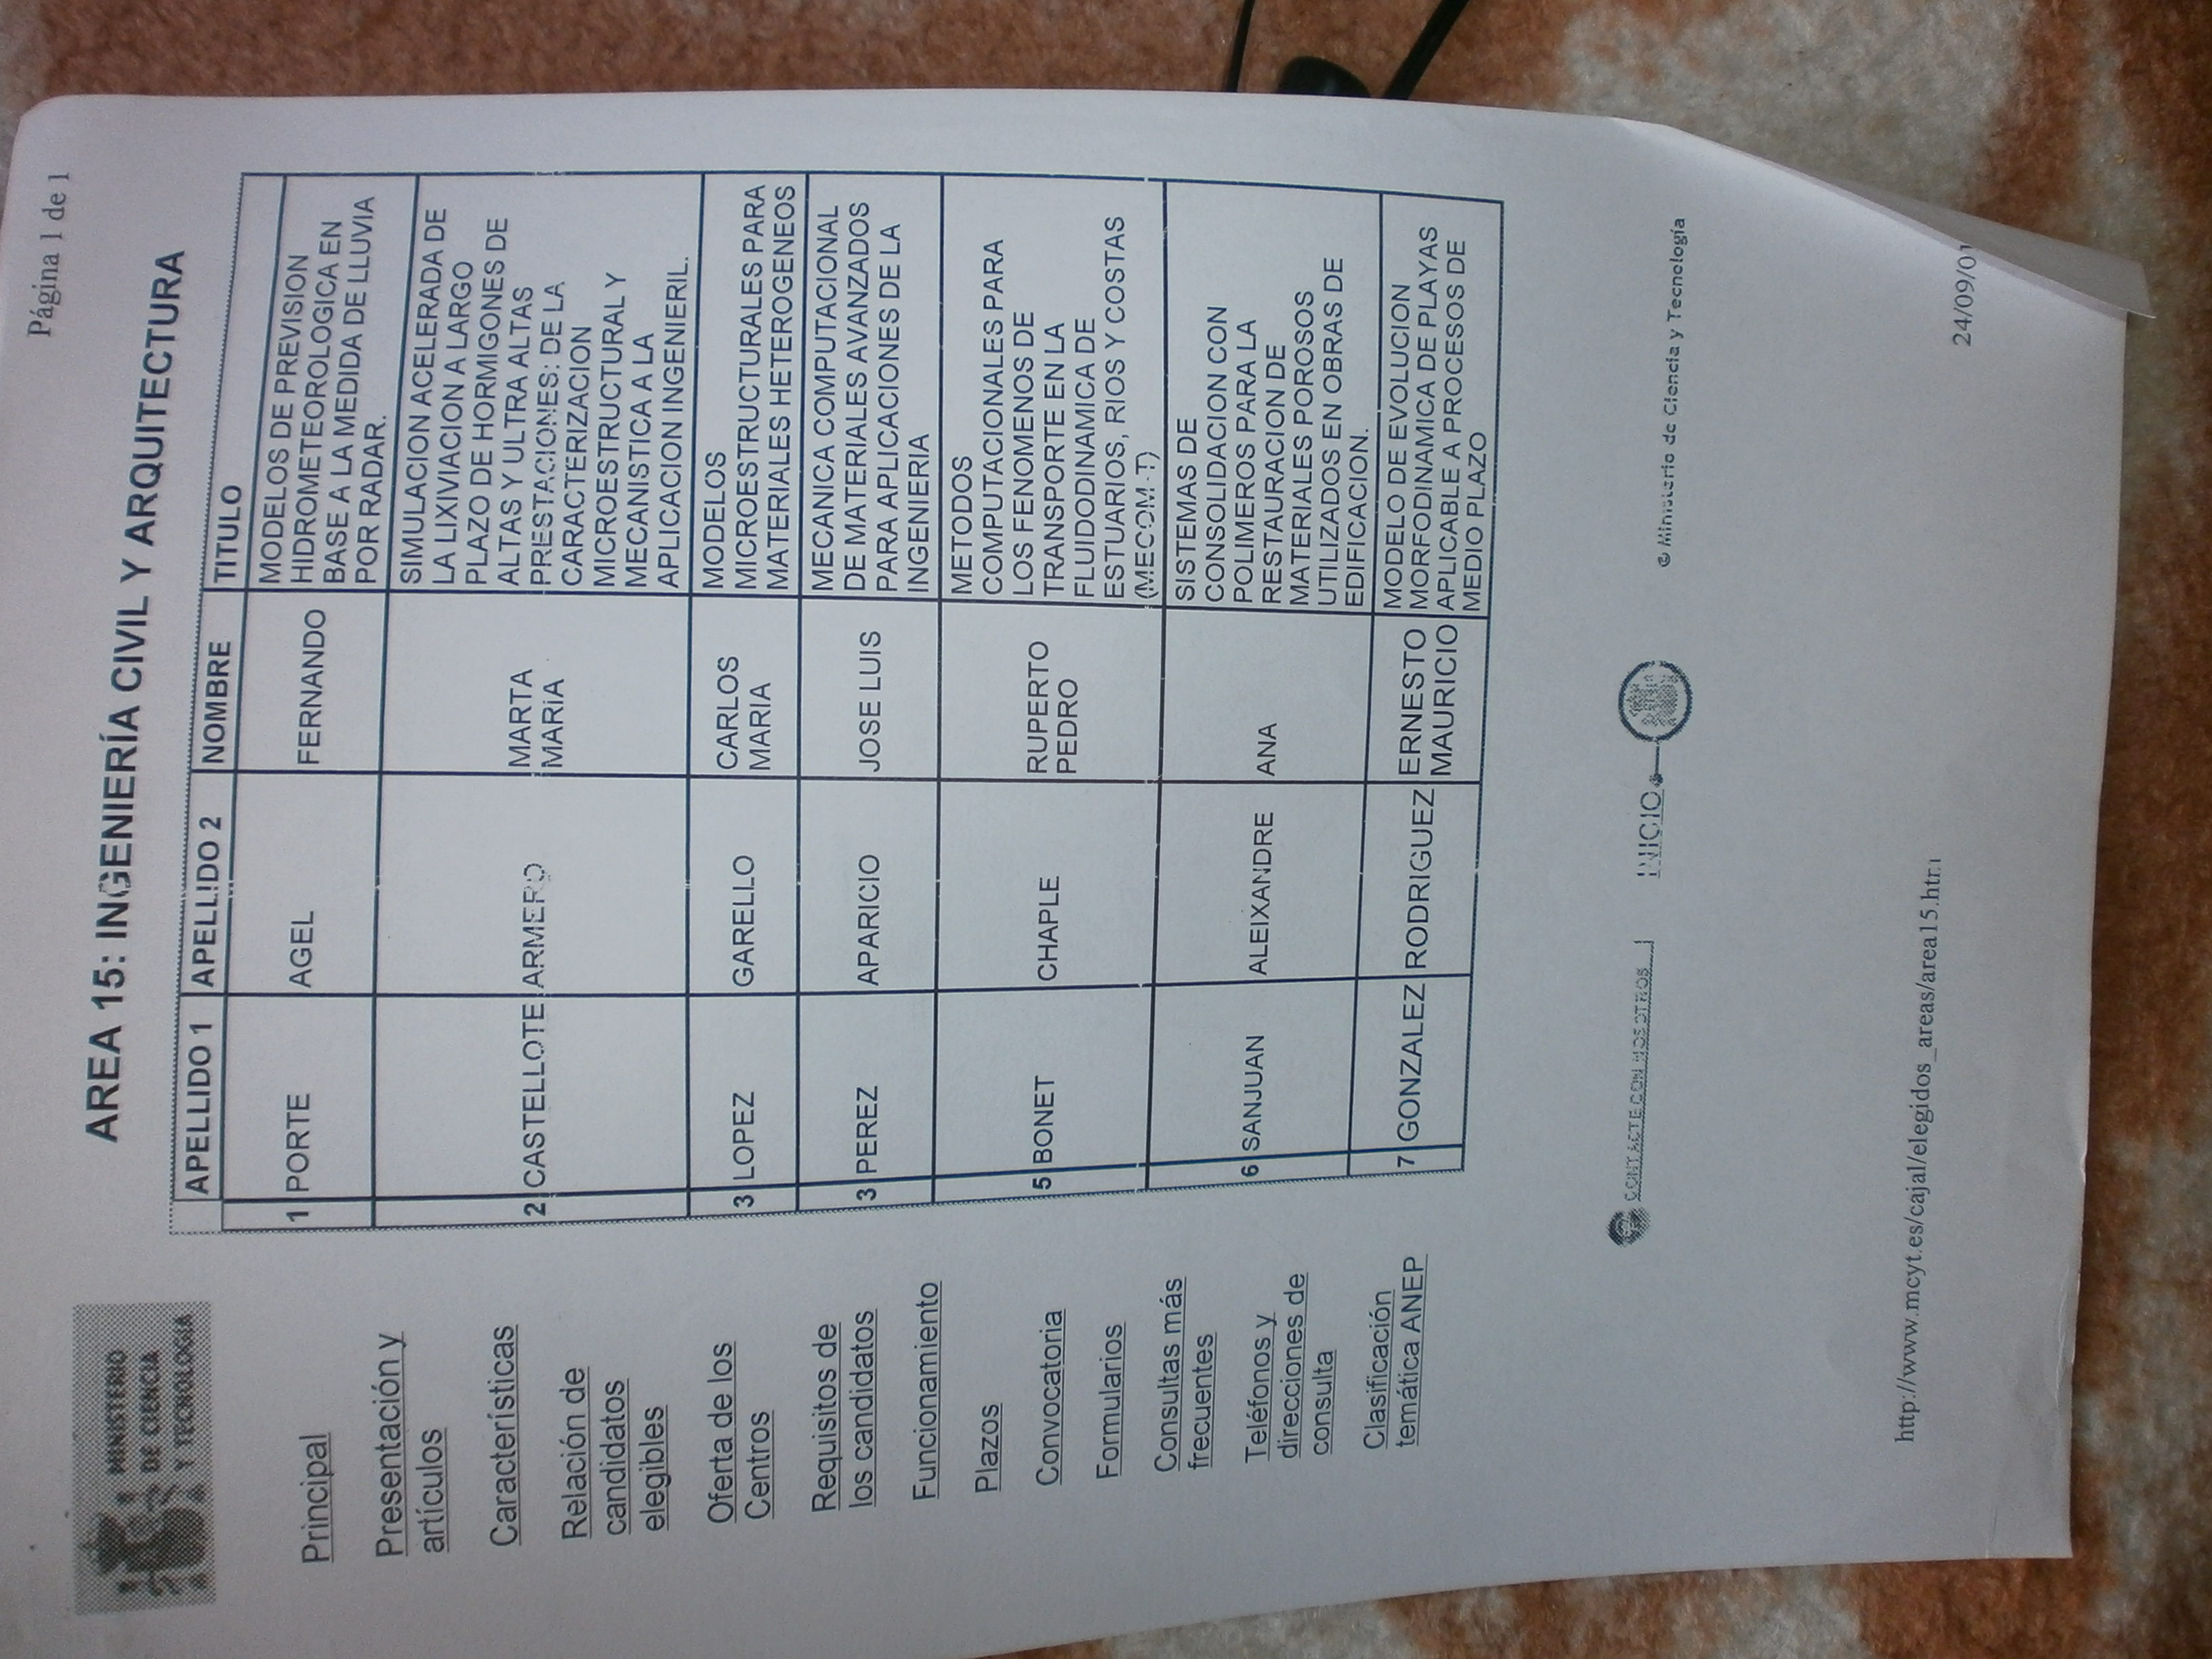 Página 1 de 1
MINISTERIO
DE CIENCIA
Y TECNOLOGIA
AREA 15: INGENIERÍA CIVIL Y ARQUITECTURA
Principal
Presentación y
artículos
Características
Relación de
candidatos
elegibles
Oferta de los
Centros
Requisitos de
los candidatos
Funcionamiento
Plazos
Convocatoria
Formularios
Consultas más
frecuentes
Teléfonos y
direcciones de
consulta
Clasificación
temática ANEP
APELLIDO 1 APELLIDO 2 NOMBRE TITULO
1 PORTE AGEL FERNANDO
MODELOS DE PREVISION
HIDROMETEOROLOGICA EN
BASE A LA MEDIDA DE LLUVIA
POR RADAR.
2 CASTELLOTE ARMERO MARTA
MARíA
SIMULACION ACELERADA DE
LA LIXIVIACION A LARGO
PLAZO DE HORMIGONES DE
ALTAS Y ULTRA ALTAS
PRESTACIONES: DE LA
CARACTERIZACION
MICROESTRUCTURAL Y
MECANISTICA A LA
APLICACION INGENIERIL.
3 LOPEZ GARELLO CARLOS
MARIA
MODELOS
MICROESTRUCTURALES PARA
MATERIALES HETEROGENEOS
3 PEREZ APARICIO JOSE LUIS
MECANICA COMPUTACIONAL
DE MATERIALES AVANZADOS
PARA APLICACIONES DE LA
INGENIERIA
5 BONET CHAPLE RUPERTO
PEDRO
METODOS
COMPUTACIONALES PARA
LOS FENOMENOS DE
TRANSPORTE EN LA
FLUIDODINAMICA DE
ESTUARIOS, RIOS Y COSTAS
(MECOM-T)
6 SANJUAN ALEIXANDRE ANA
SISTEMAS DE
CONSOLIDACION CON
POLIMEROS PARA LA
RESTAURACION DE
MATERIALES POROSOS
UTILIZADOS EN OBRAS DE
EDIFICACION.
7 GONZALEZ RODRIGUEZ ERNESTO
MAURICIO
MODELO DE EVOLUCION
MORFODINAMICA DE PLAYAS
APLICABLE A PROCESOS DE
MEDIO PLAZO
CONTACTE CON NOSOTROS INICIO © Ministerio de Ciencia y Tecnología
http://www.mcyt.es/cajal/elegidos_areas/area15.htm 24/09/01